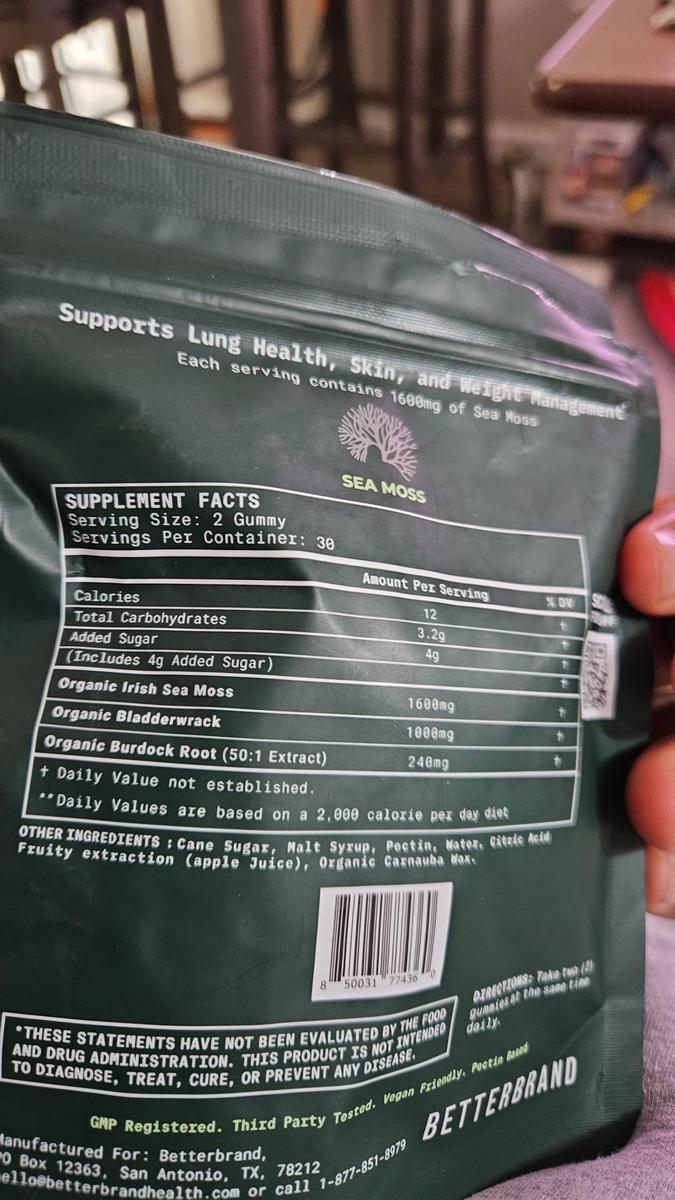 Supports Lung Health, Skin, and Weight Management
Each serving contains 1600mg of Sea Moss
SEA MOSS
SUPPLEMENT FACTS
Serving Size: 2 Gummy
Servings Per Container: 30
Amount Per Serving % DV
Calories 12 †
Total Carbohydrates 3.2g †
Added Sugar 4g †
(Includes 4g Added Sugar) †
Organic Irish Sea Moss 1600mg †
Organic Bladderwrack 1000mg †
Organic Burdock Root (50:1 Extract) 240mg †
† Daily Value not established.
**Daily Values are based on a 2,000 calorie per day diet
OTHER INGREDIENTS : Cane Sugar, Malt Syrup, Pectin, Water, Citric Acid
Fruity extraction (apple Juice), Organic Carnauba Wax.
8 50031 77436 0
DIRECTIONS: Take two (2)
gummies at the same time
daily.
*THESE STATEMENTS HAVE NOT BEEN EVALUATED BY THE FOOD
AND DRUG ADMINISTRATION. THIS PRODUCT IS NOT INTENDED
TO DIAGNOSE, TREAT, CURE, OR PREVENT ANY DISEASE.
GMP Registered. Third Party Tested. Vegan Friendly. Pectin Based
BETTERBRAND
Manufactured For: Betterbrand,
PO Box 12363, San Antonio, TX, 78212
ello@betterbrandhealth.com or call 1-877-851-8979